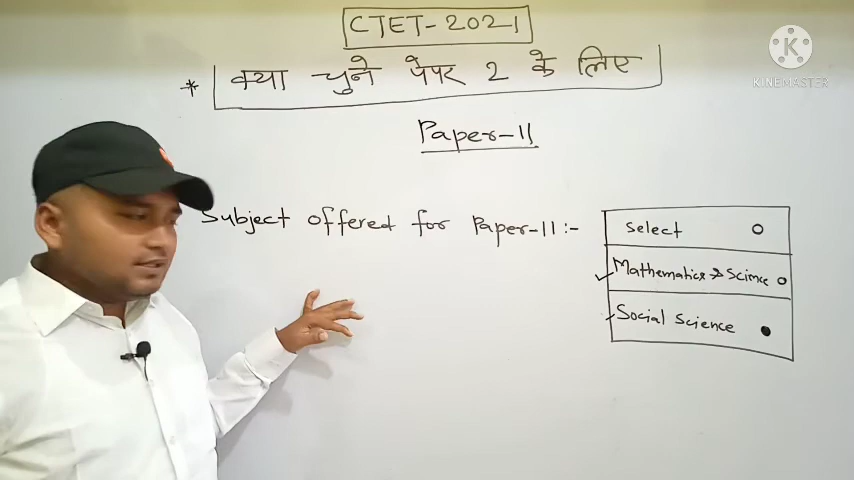 CTET-2021
* क्या चुने पेपर 2 के लिए
Paper-II
Subject offered for Paper-II:-
Select
Mathematics & Science
Social Science
KINEMASTER